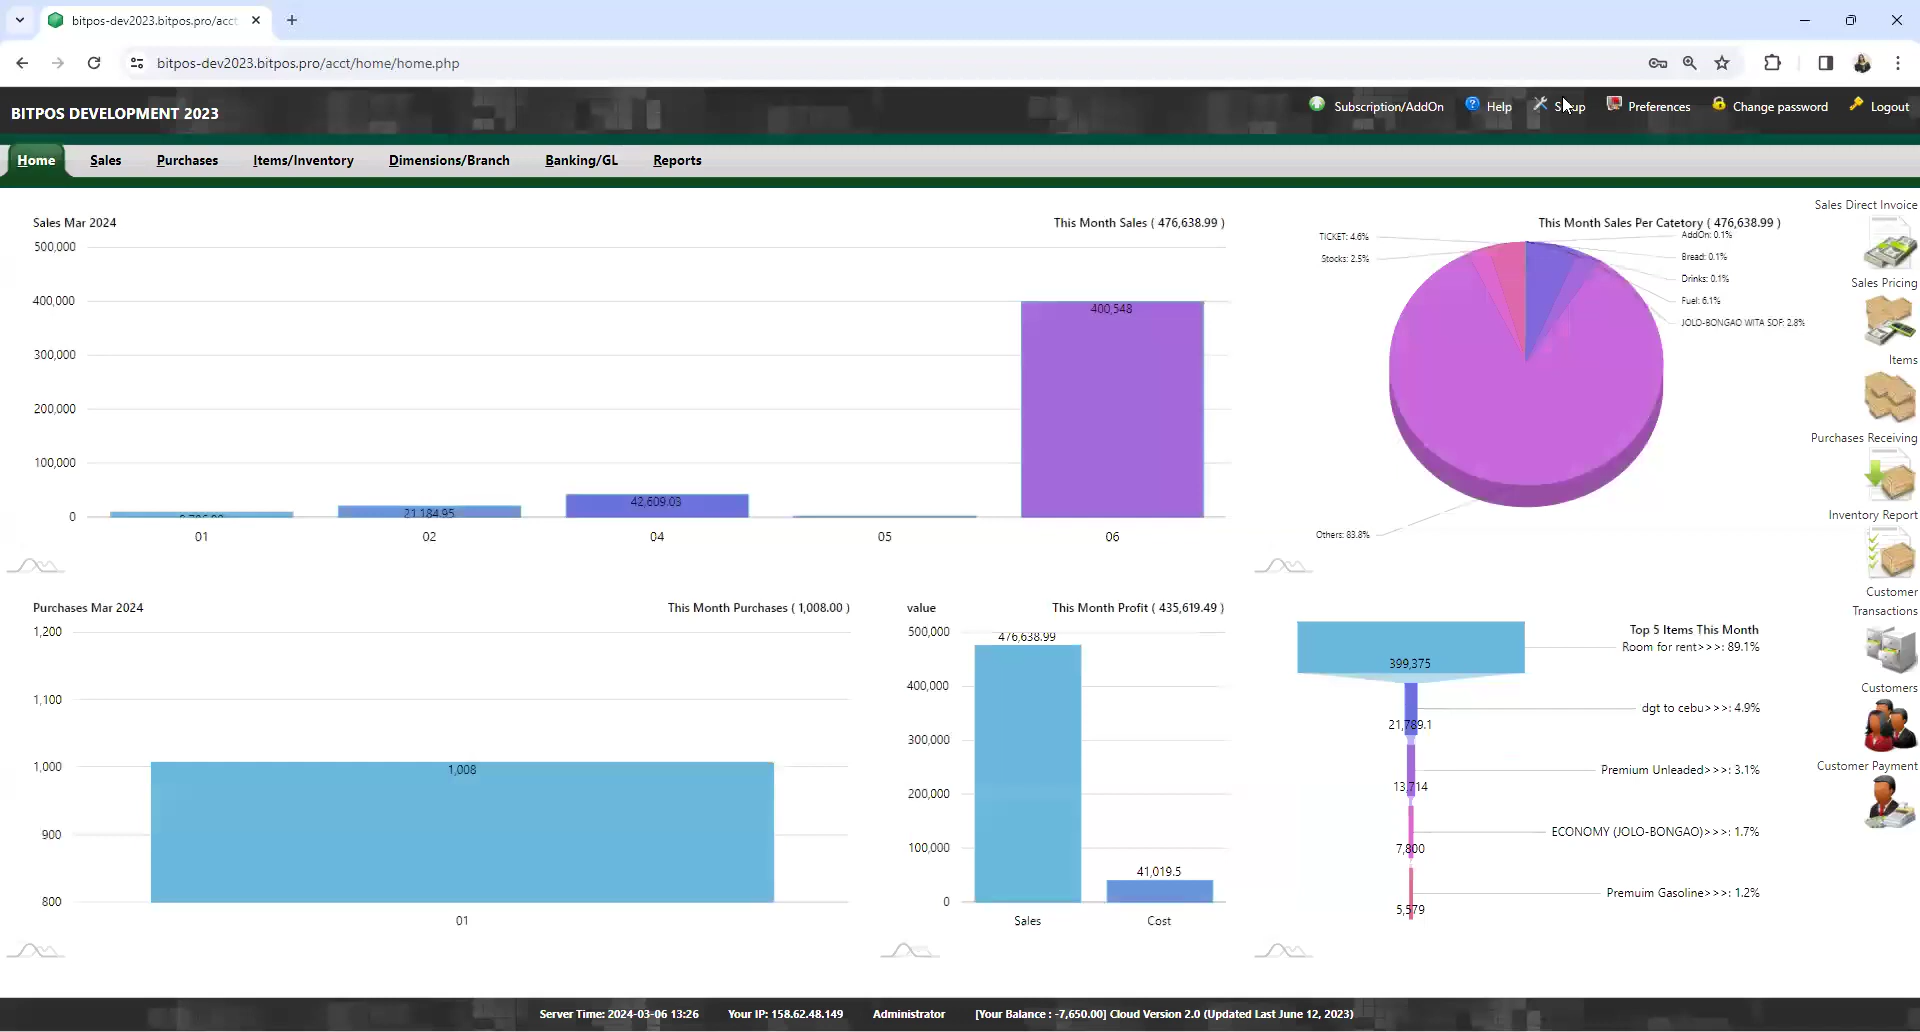 bitpos-dev2023.bitpos.pro/acct
bitpos-dev2023.bitpos.pro/acct/home/home.php
BITPOS DEVELOPMENT 2023
Subscription/AddOn Help Setup Preferences Change password Logout
Home Sales Purchases Items/Inventory Dimensions/Branch Banking/GL Reports
Sales Mar 2024
This Month Sales ( 476,638.99 )
500,000
400,000
300,000
200,000
100,000
0
400,548
42,609.03
21,184.95
01 02 04 05 06
This Month Sales Per Catetory ( 476,638.99 )
TICKET: 4.6%
Stocks: 2.5%
AddOn: 0.1%
Bread: 0.1%
Drinks: 0.1%
Fuel: 6.1%
JOLO-BONGAO WITA SOF: 2.8%
Others: 83.8%
Sales Direct Invoice
Sales Pricing
Items
Purchases Receiving
Inventory Report
Customer
Transactions
Customers
Customer Payment
Purchases Mar 2024
This Month Purchases ( 1,008.00 )
1,200
1,100
1,000
900
800
1,008
01
value
This Month Profit ( 435,619.49 )
500,000
400,000
300,000
200,000
100,000
0
476,638.99
41,019.5
Sales Cost
Top 5 Items This Month
Room for rent>>>: 89.1%
399,375
dgt to cebu>>>: 4.9%
21,789.1
Premium Unleaded>>>: 3.1%
13,714
ECONOMY (JOLO-BONGAO)>>>: 1.7%
7,800
Premuim Gasoline>>>: 1.2%
5,579
Server Time: 2024-03-06 13:26 Your IP: 158.62.48.149 Administrator [Your Balance : -7,650.00] Cloud Version 2.0 (Updated Last June 12, 2023)